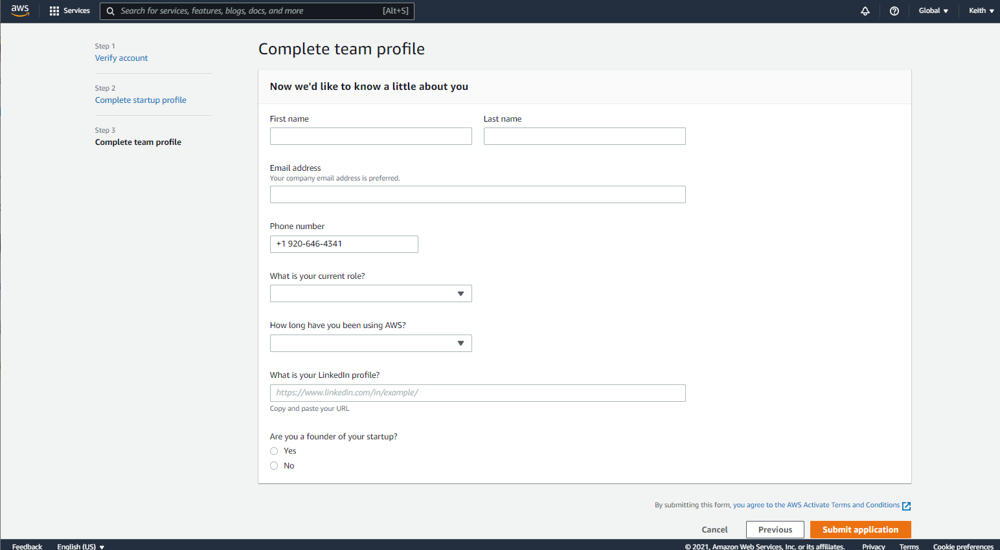 aws
Services
Search for services, features, blogs, docs, and more
[Alt+S]
Global
Keith
Step 1
Verify account
Step 2
Complete startup profile
Step 3
Complete team profile
Complete team profile
Now we'd like to know a little about you
First name
Last name
Email address
Your company email address is preferred.
Phone number
+1 920-646-4341
What is your current role?
How long have you been using AWS?
What is your LinkedIn profile?
https://www.linkedin.com/in/example/
Copy and paste your URL
Are you a founder of your startup?
Yes
No
By submitting this form, you agree to the AWS Activate Terms and Conditions
Cancel
Previous
Submit application
Feedback
English (US)
© 2021, Amazon Web Services, Inc. or its affiliates.
Privacy
Terms
Cookie preferences